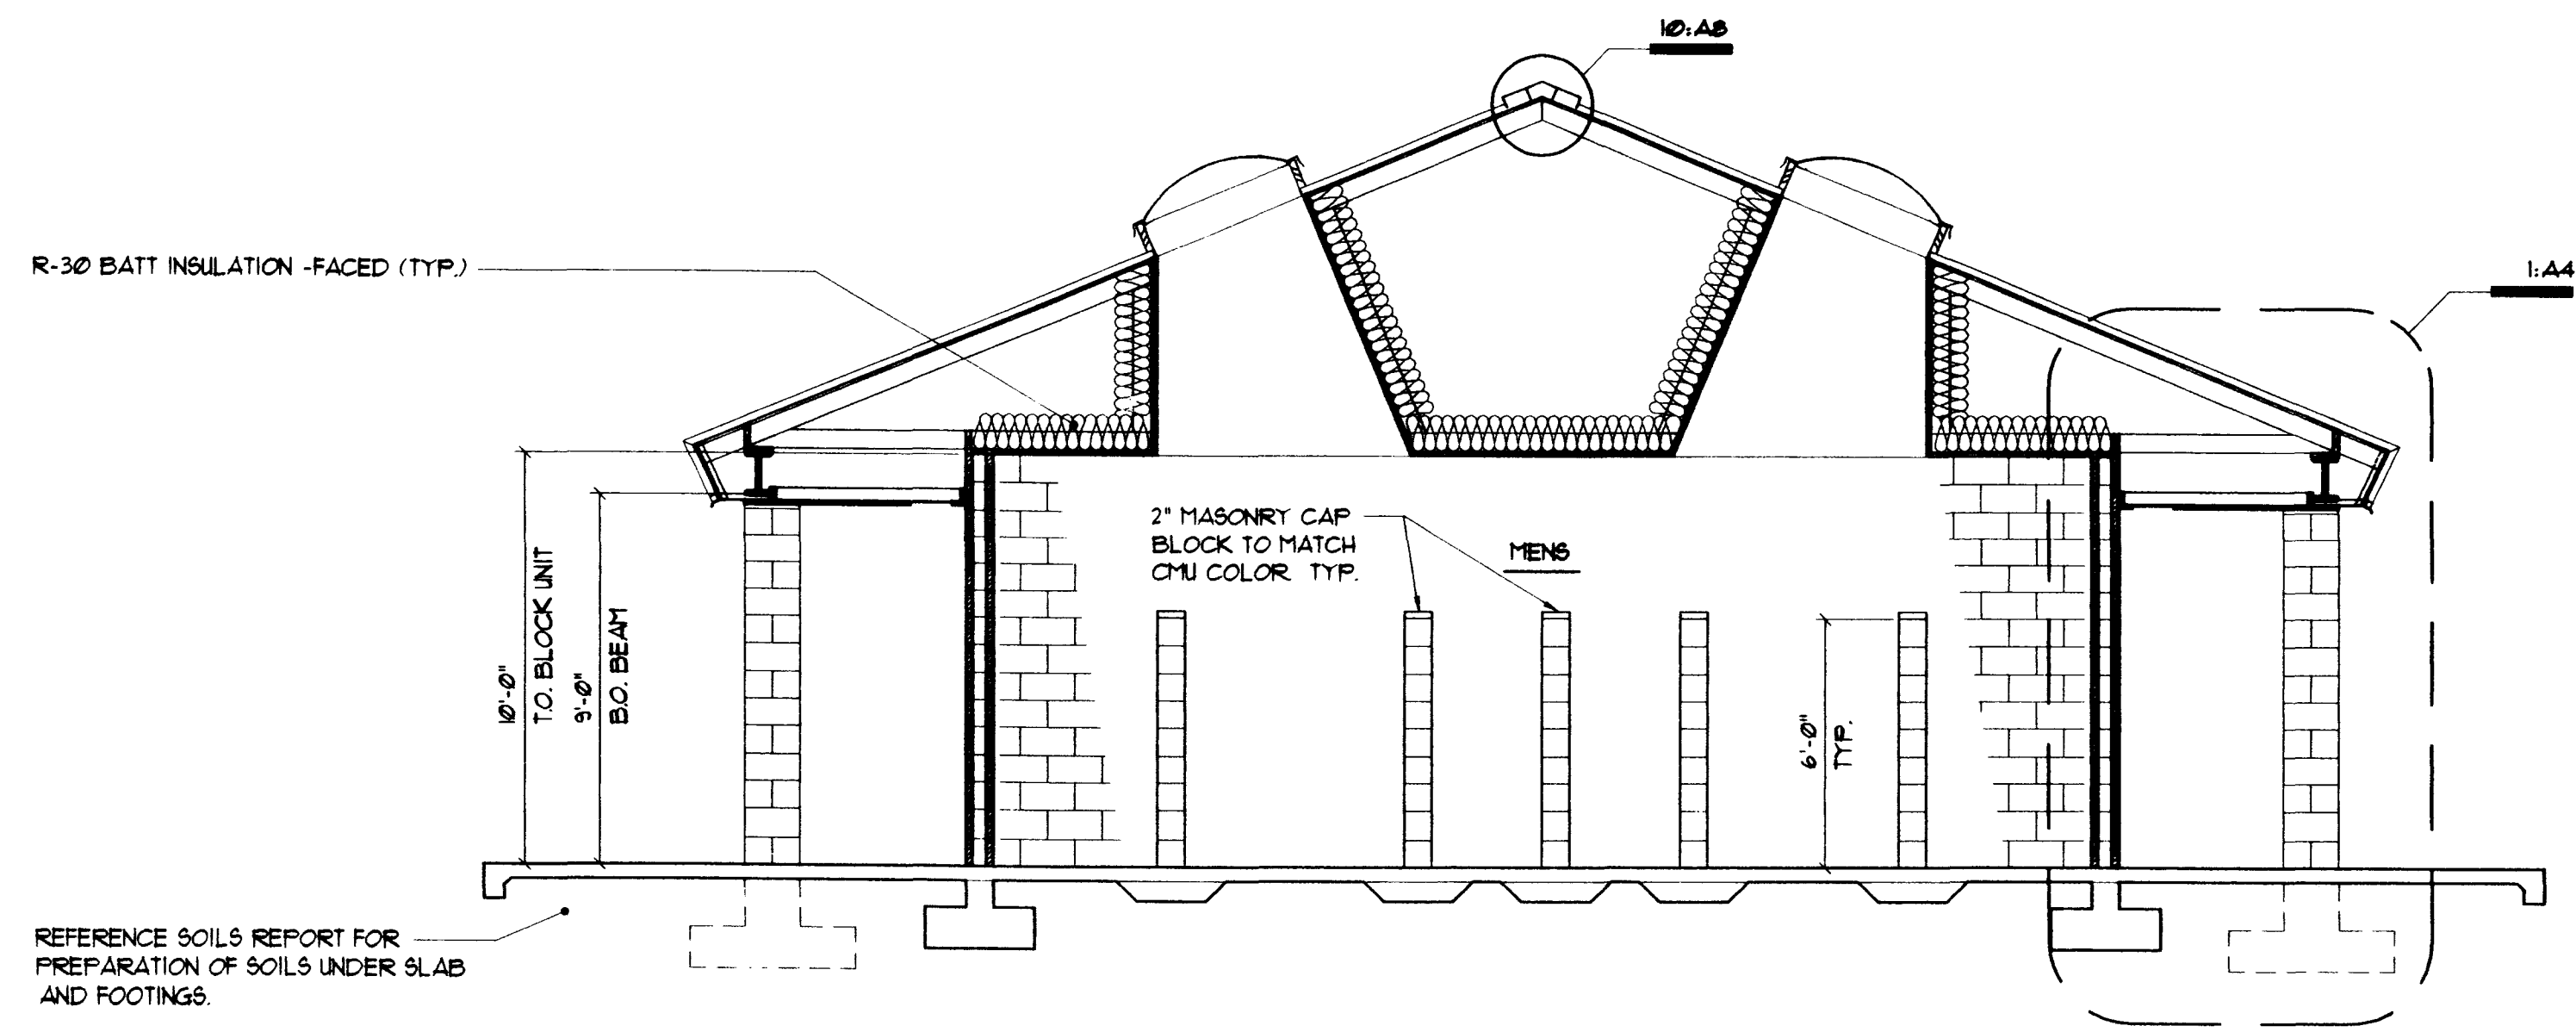 10:A8
R-30 BATT INSULATION -FACED (TYP.)
1:A4
2" MASONRY CAP
BLOCK TO MATCH
CMU COLOR TYP.
MENS
10'-0"
T.O. BLOCK UNIT
9'-0"
B.O. BEAM
6'-0"
TYP.
REFERENCE SOILS REPORT FOR
PREPARATION OF SOILS UNDER SLAB
AND FOOTINGS.